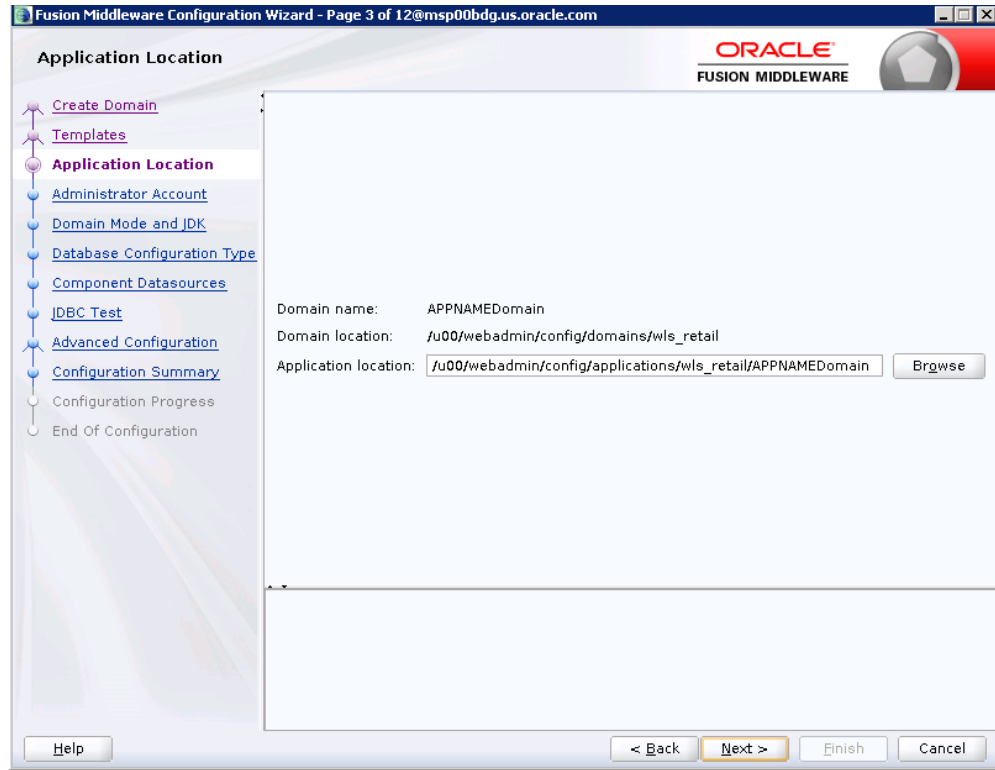 Fusion Middleware Configuration Wizard - Page 3 of 12@msp00bdg.us.oracle.com
Application Location
ORACLE
FUSION MIDDLEWARE
Create Domain
Templates
Application Location
Administrator Account
Domain Mode and JDK
Database Configuration Type
Component Datasources
JDBC Test
Advanced Configuration
Configuration Summary
Configuration Progress
End Of Configuration
Domain name: APPNAMEDomain
Domain location: /u00/webadmin/config/domains/wls_retail
Application location: /u00/webadmin/config/applications/wls_retail/APPNAMEDomain Browse
Help < Back Next > Finish Cancel